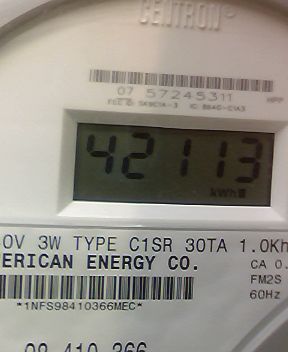 CENTRON®
07 57245311
42113
kWh
0V 3W TYPE C1SR 30TA 1.0Kh
ERICAN ENERGY CO.
CA 0.
FM2S
60Hz
*1NFS98410366MEC*
98 410 366